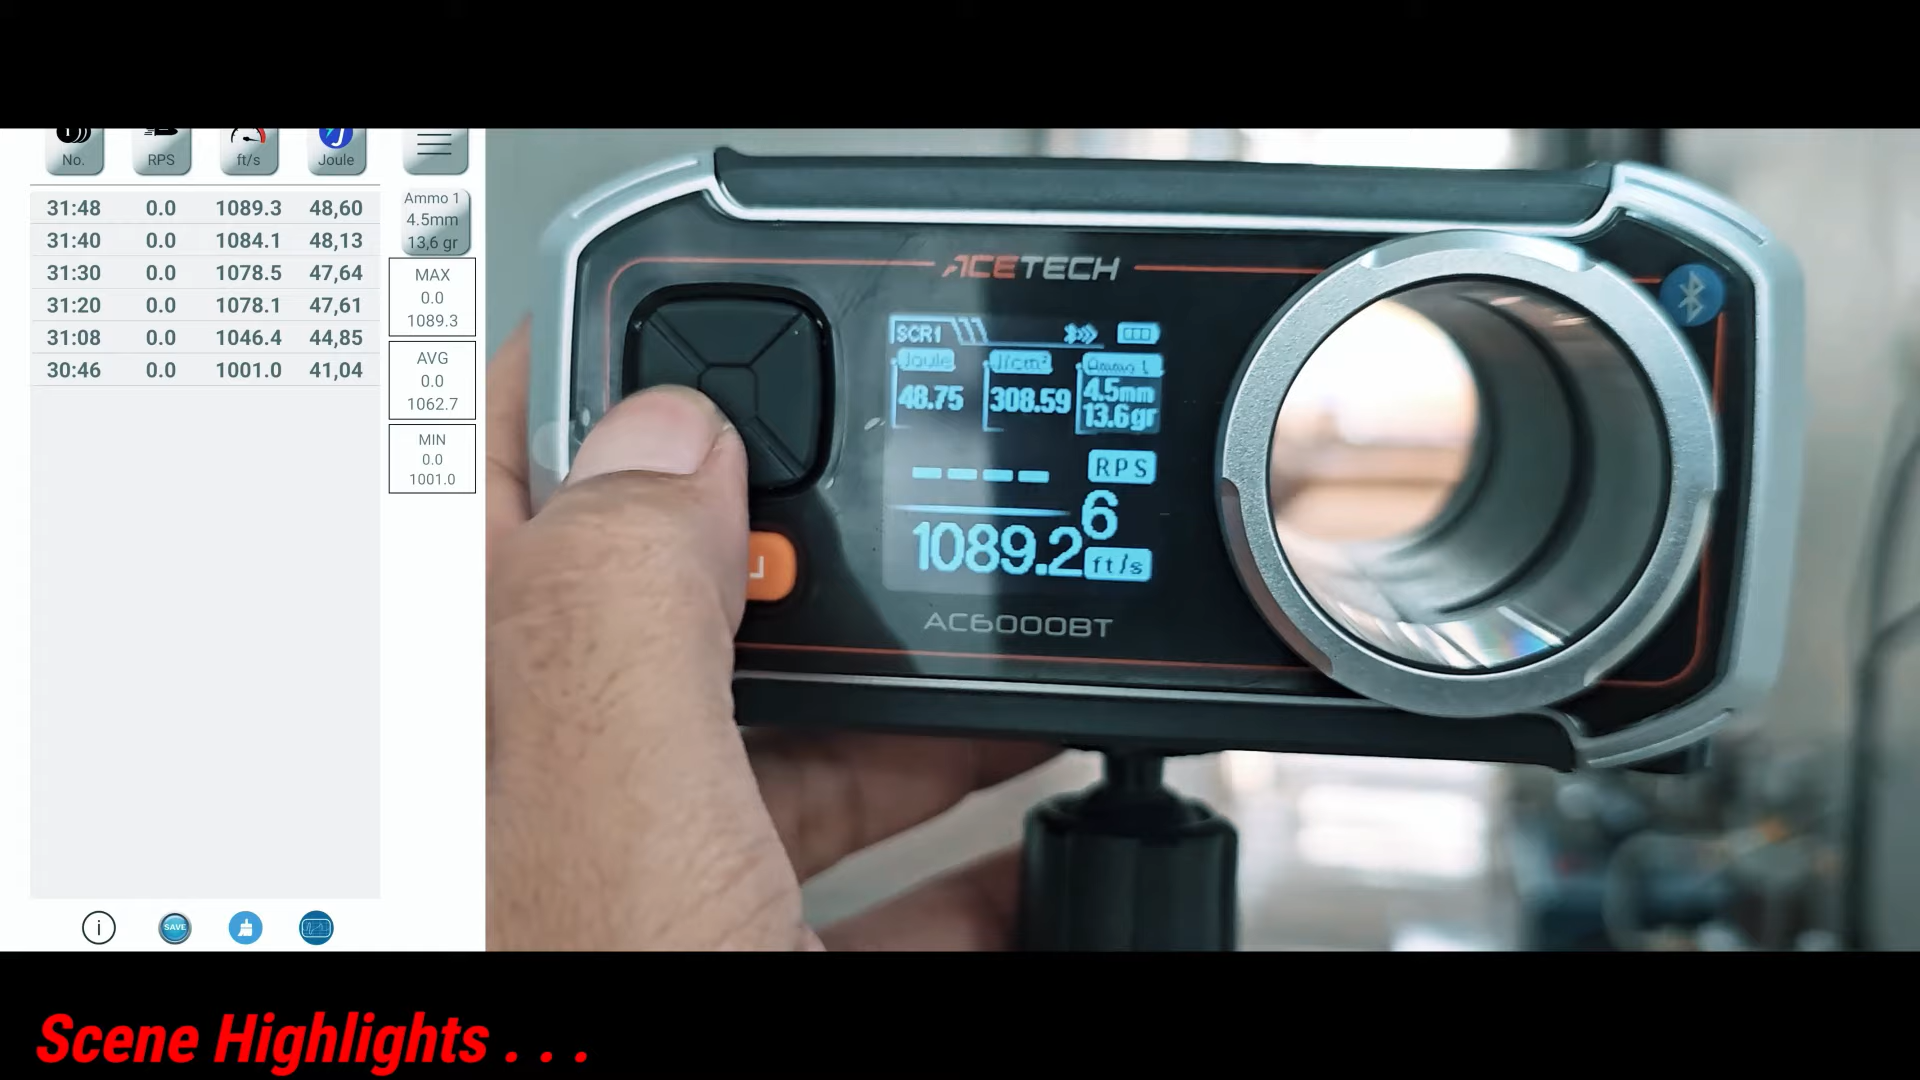 No. RPS ft/s Joule
31:48 0.0 1089.3 48,60
31:40 0.0 1084.1 48,13
31:30 0.0 1078.5 47,64
31:20 0.0 1078.1 47,61
31:08 0.0 1046.4 44,85
30:46 0.0 1001.0 41,04
Ammo 1
4.5mm
13,6 gr
MAX
0.0
1089.3
AVG
0.0
1062.7
MIN
0.0
1001.0
SAVE
ACETECH
SCR1
Joule J/cm² Ammo 1
48.75 308.59 4.5mm
13.6gr
---- RPS
6
1089.2 ft/s
AC6000BT
Scene Highlights . . .